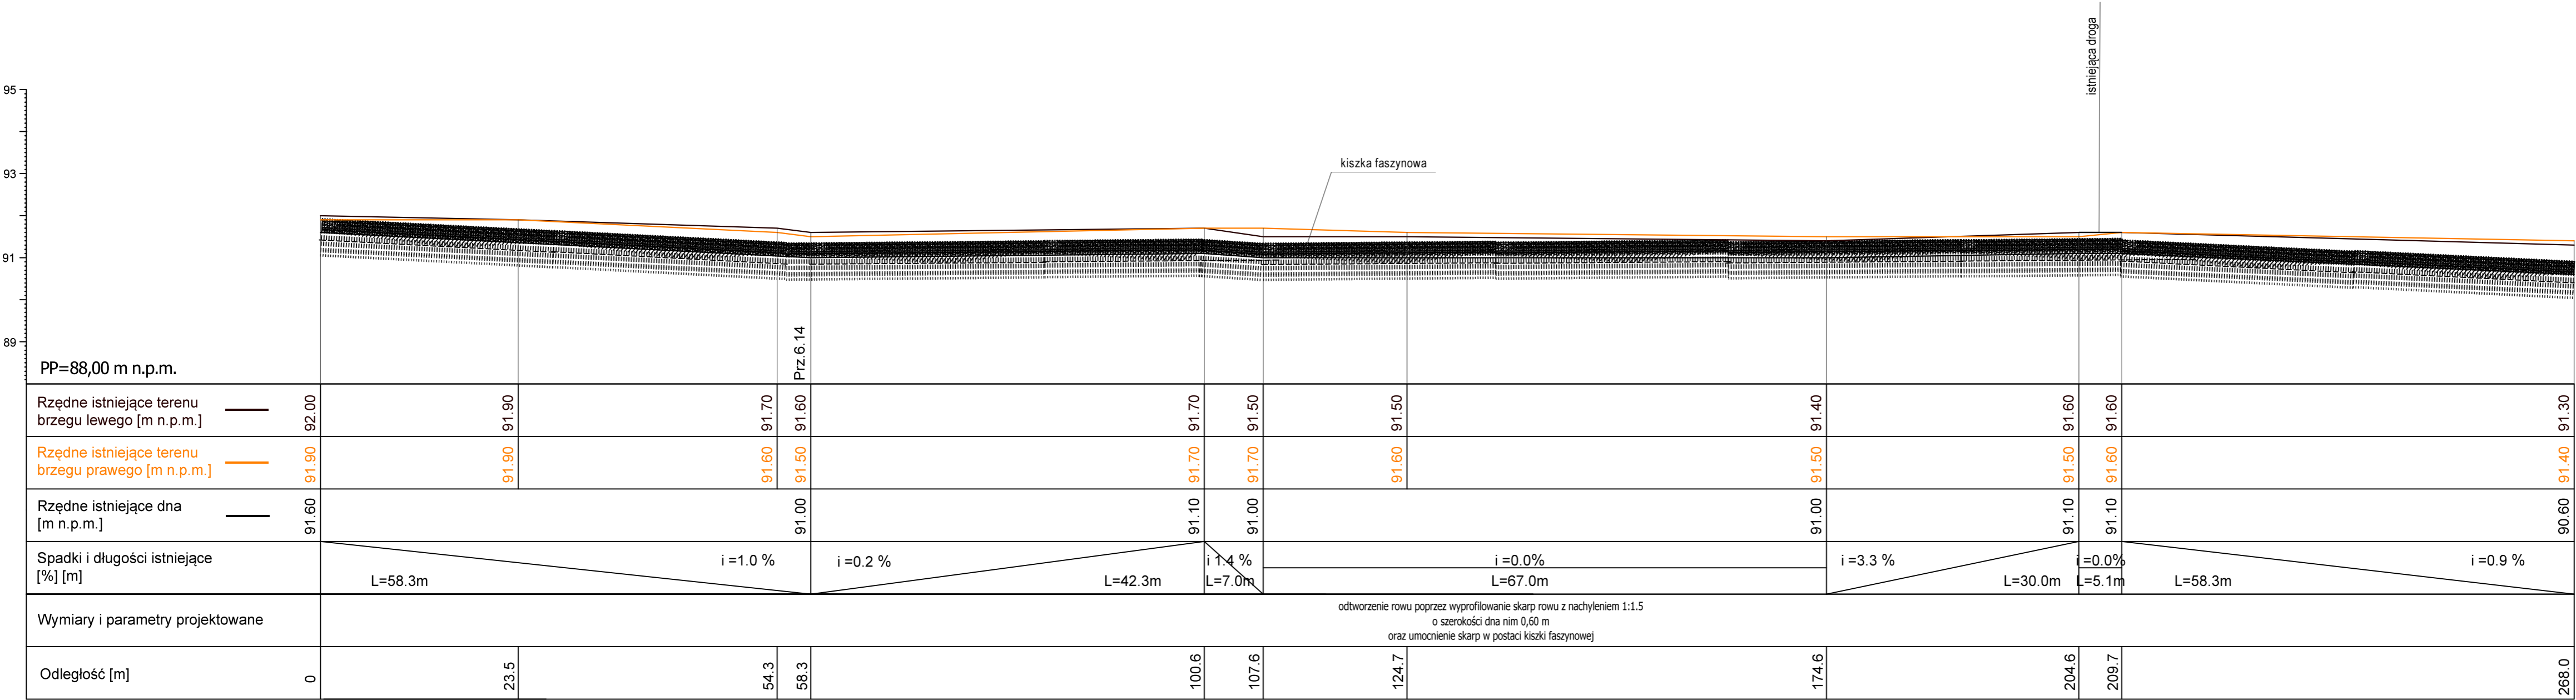 istniejąca droga
95
93
91
89
kiszka faszynowa
Prz.6.14
PP=88,00 m n.p.m.
Rzędne istniejące terenu
brzegu lewego [m n.p.m.]
92.00 91.90 91.70 91.60 91.70 91.50 91.50 91.40 91.60 91.60 91.30
Rzędne istniejące terenu
brzegu prawego [m n.p.m.]
91.90 91.90 91.60 91.50 91.70 91.70 91.60 91.50 91.50 91.60 91.40
Rzędne istniejące dna
[m n.p.m.]
91.60 91.00 91.10 91.00 91.00 91.10 91.10 90.60
Spadki i długości istniejące
[%] [m]
i =1.0 % i =0.2 % i 1.4 % i =0.0% i =3.3 % i =0.0% i =0.9 %
L=58.3m L=42.3m L=7.0m L=67.0m L=30.0m L=5.1m L=58.3m
Wymiary i parametry projektowane
odtworzenie rowu poprzez wyprofilowanie skarp rowu z nachyleniem 1:1.5
o szerokości dna nim 0,60 m
oraz umocnienie skarp w postaci kiszki faszynowej
Odległość [m]
0 23.5 54.3 58.3 100.6 107.6 124.7 174.6 204.6 209.7 268.0